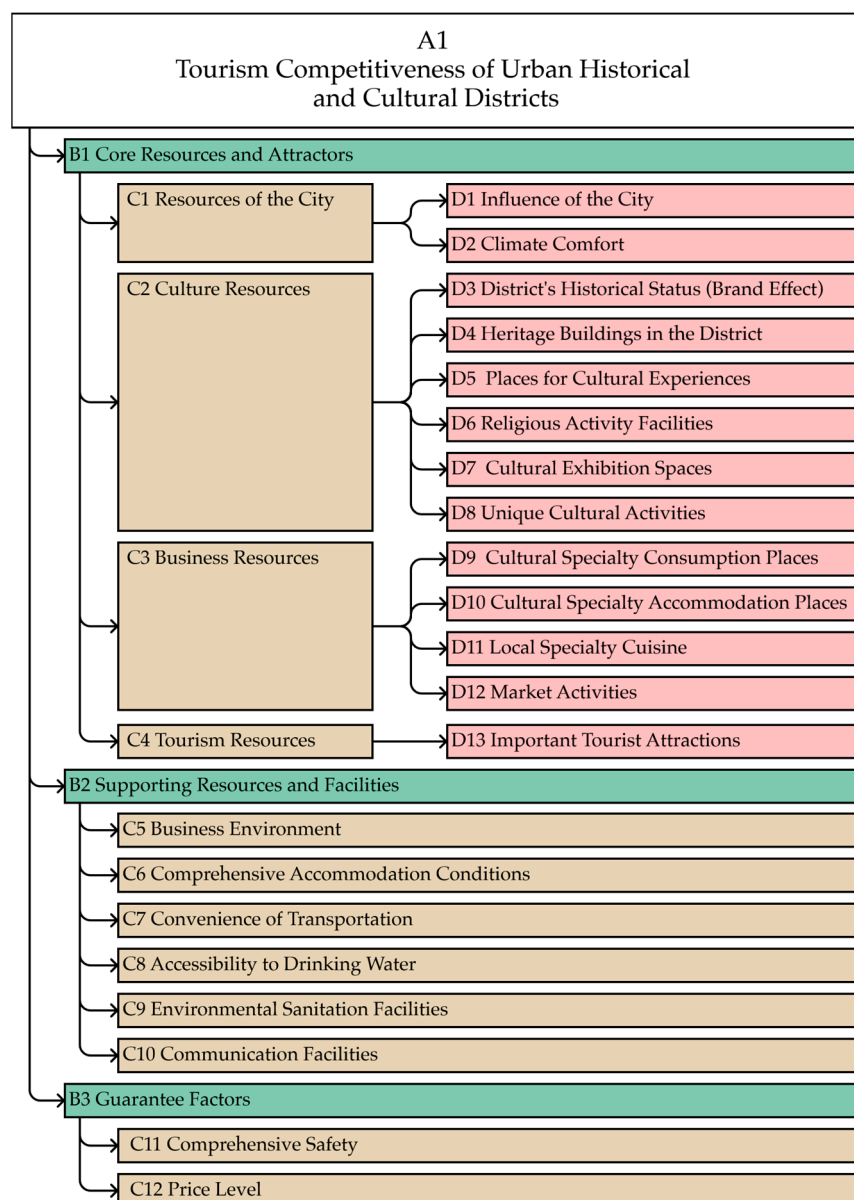 A1
Tourism Competitiveness of Urban Historical
and Cultural Districts
B1 Core Resources and Attractors
C1 Resources of the City
D1 Influence of the City
D2 Climate Comfort
C2 Culture Resources
D3 District's Historical Status (Brand Effect)
D4 Heritage Buildings in the District
D5 Places for Cultural Experiences
D6 Religious Activity Facilities
D7 Cultural Exhibition Spaces
D8 Unique Cultural Activities
C3 Business Resources
D9 Cultural Specialty Consumption Places
D10 Cultural Specialty Accommodation Places
D11 Local Specialty Cuisine
D12 Market Activities
C4 Tourism Resources
D13 Important Tourist Attractions
B2 Supporting Resources and Facilities
C5 Business Environment
C6 Comprehensive Accommodation Conditions
C7 Convenience of Transportation
C8 Accessibility to Drinking Water
C9 Environmental Sanitation Facilities
C10 Communication Facilities
B3 Guarantee Factors
C11 Comprehensive Safety
C12 Price Level